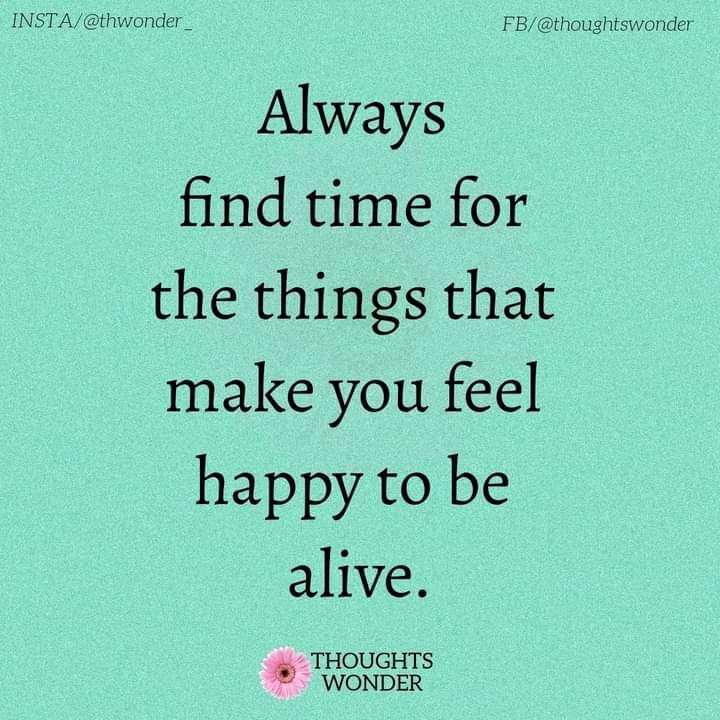 INSTA/@thwonder_
FB/@thoughtswonder
Always
find time for
the things that
make you feel
happy to be
alive.
THOUGHTS
WONDER